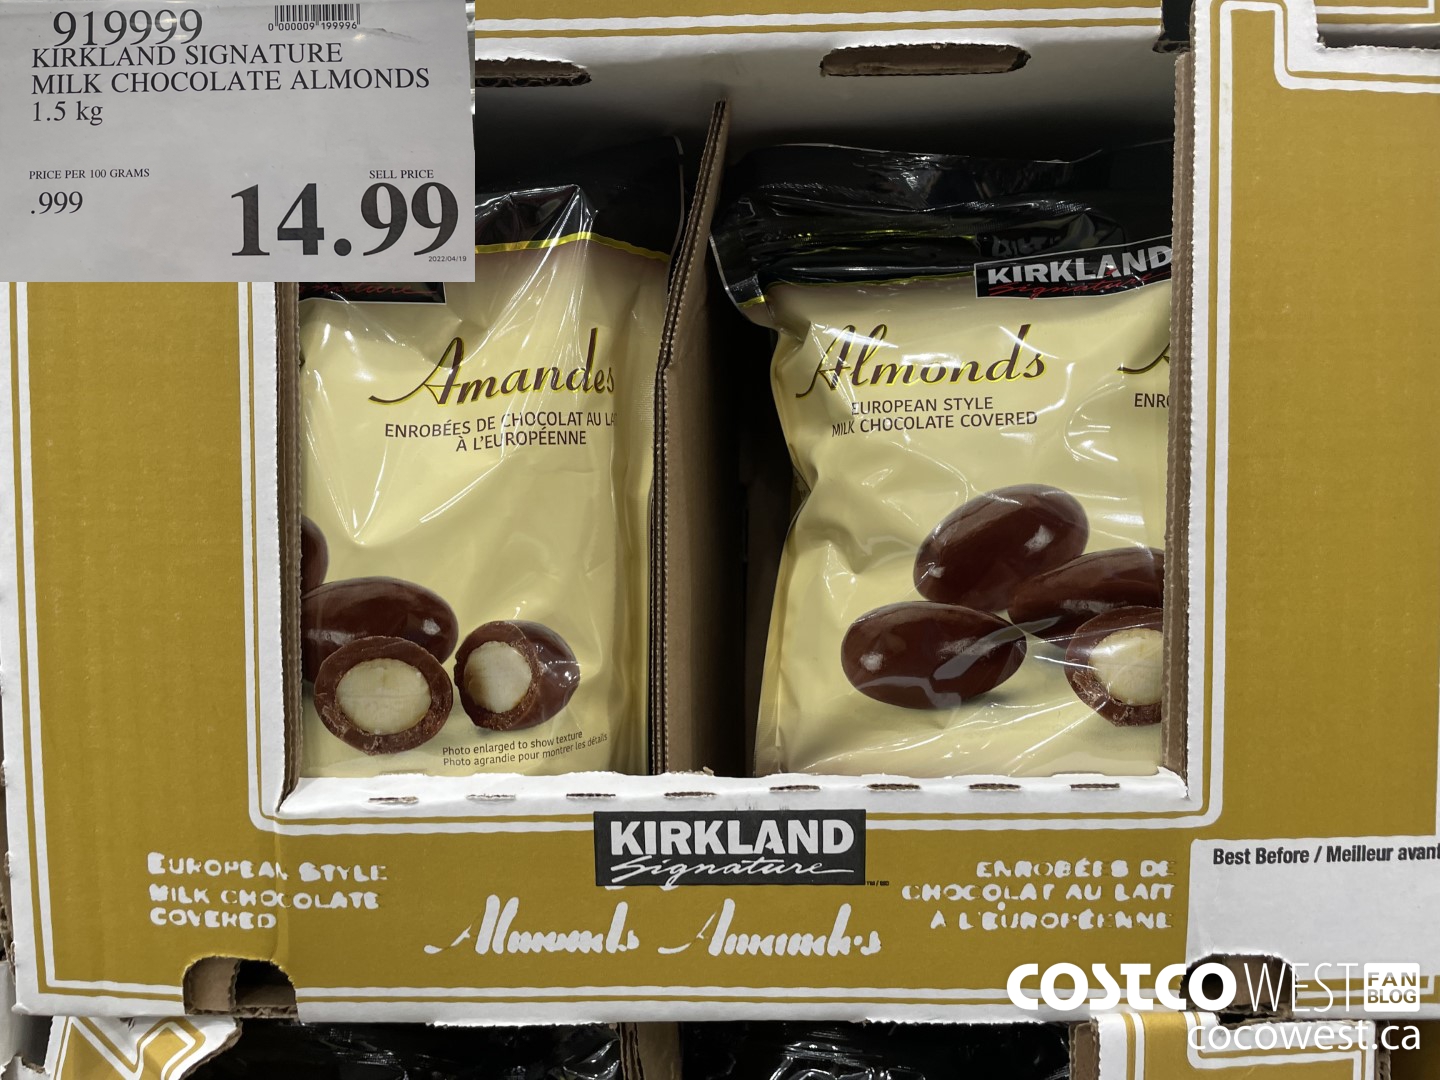 919999
0"000009"199996
KIRKLAND SIGNATURE
MILK CHOCOLATE ALMONDS
1.5 kg
PRICE PER 100 GRAMS
.999
SELL PRICE
14.99
2022/04/19
Amandes
ENROBÉES DE CHOCOLAT AU LA
À L'EUROPÉENNE
Photo enlarged to show texture
Photo agrandie pour montrer les détails
KIRKLAND
Signature
Almonds
EUROPEAN STYLE
MILK CHOCOLATE COVERED
ENR
KIRKLAND
Signature
EUROPEAN STYLE
MILK CHOCOLATE
COVERED
Almonds Amandes
ENROBÉES DE
CHOCOLAT AU LAIT
À L'EUROPÉENNE
Best Before / Meilleur avant
COSTCO WEST FAN BLOG
cocowest.ca